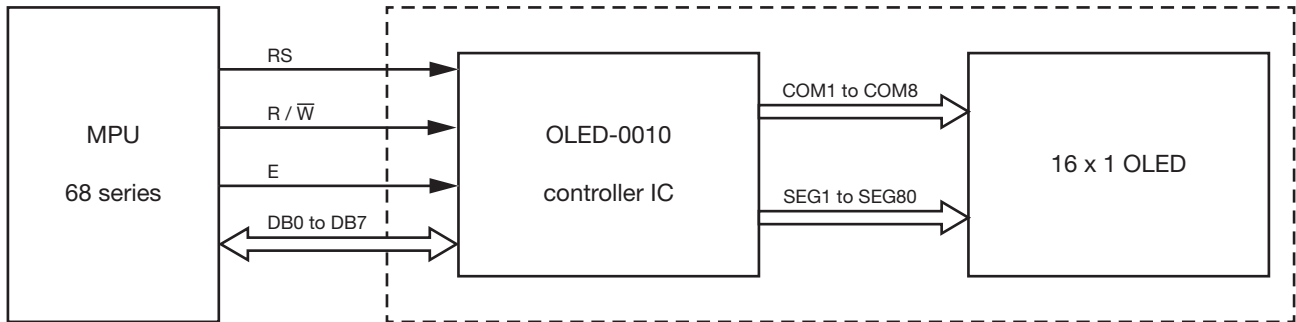 MPU
68 series
RS
R / W̅
E
DB0 to DB7
OLED-0010
controller IC
COM1 to COM8
SEG1 to SEG80
16 x 1 OLED